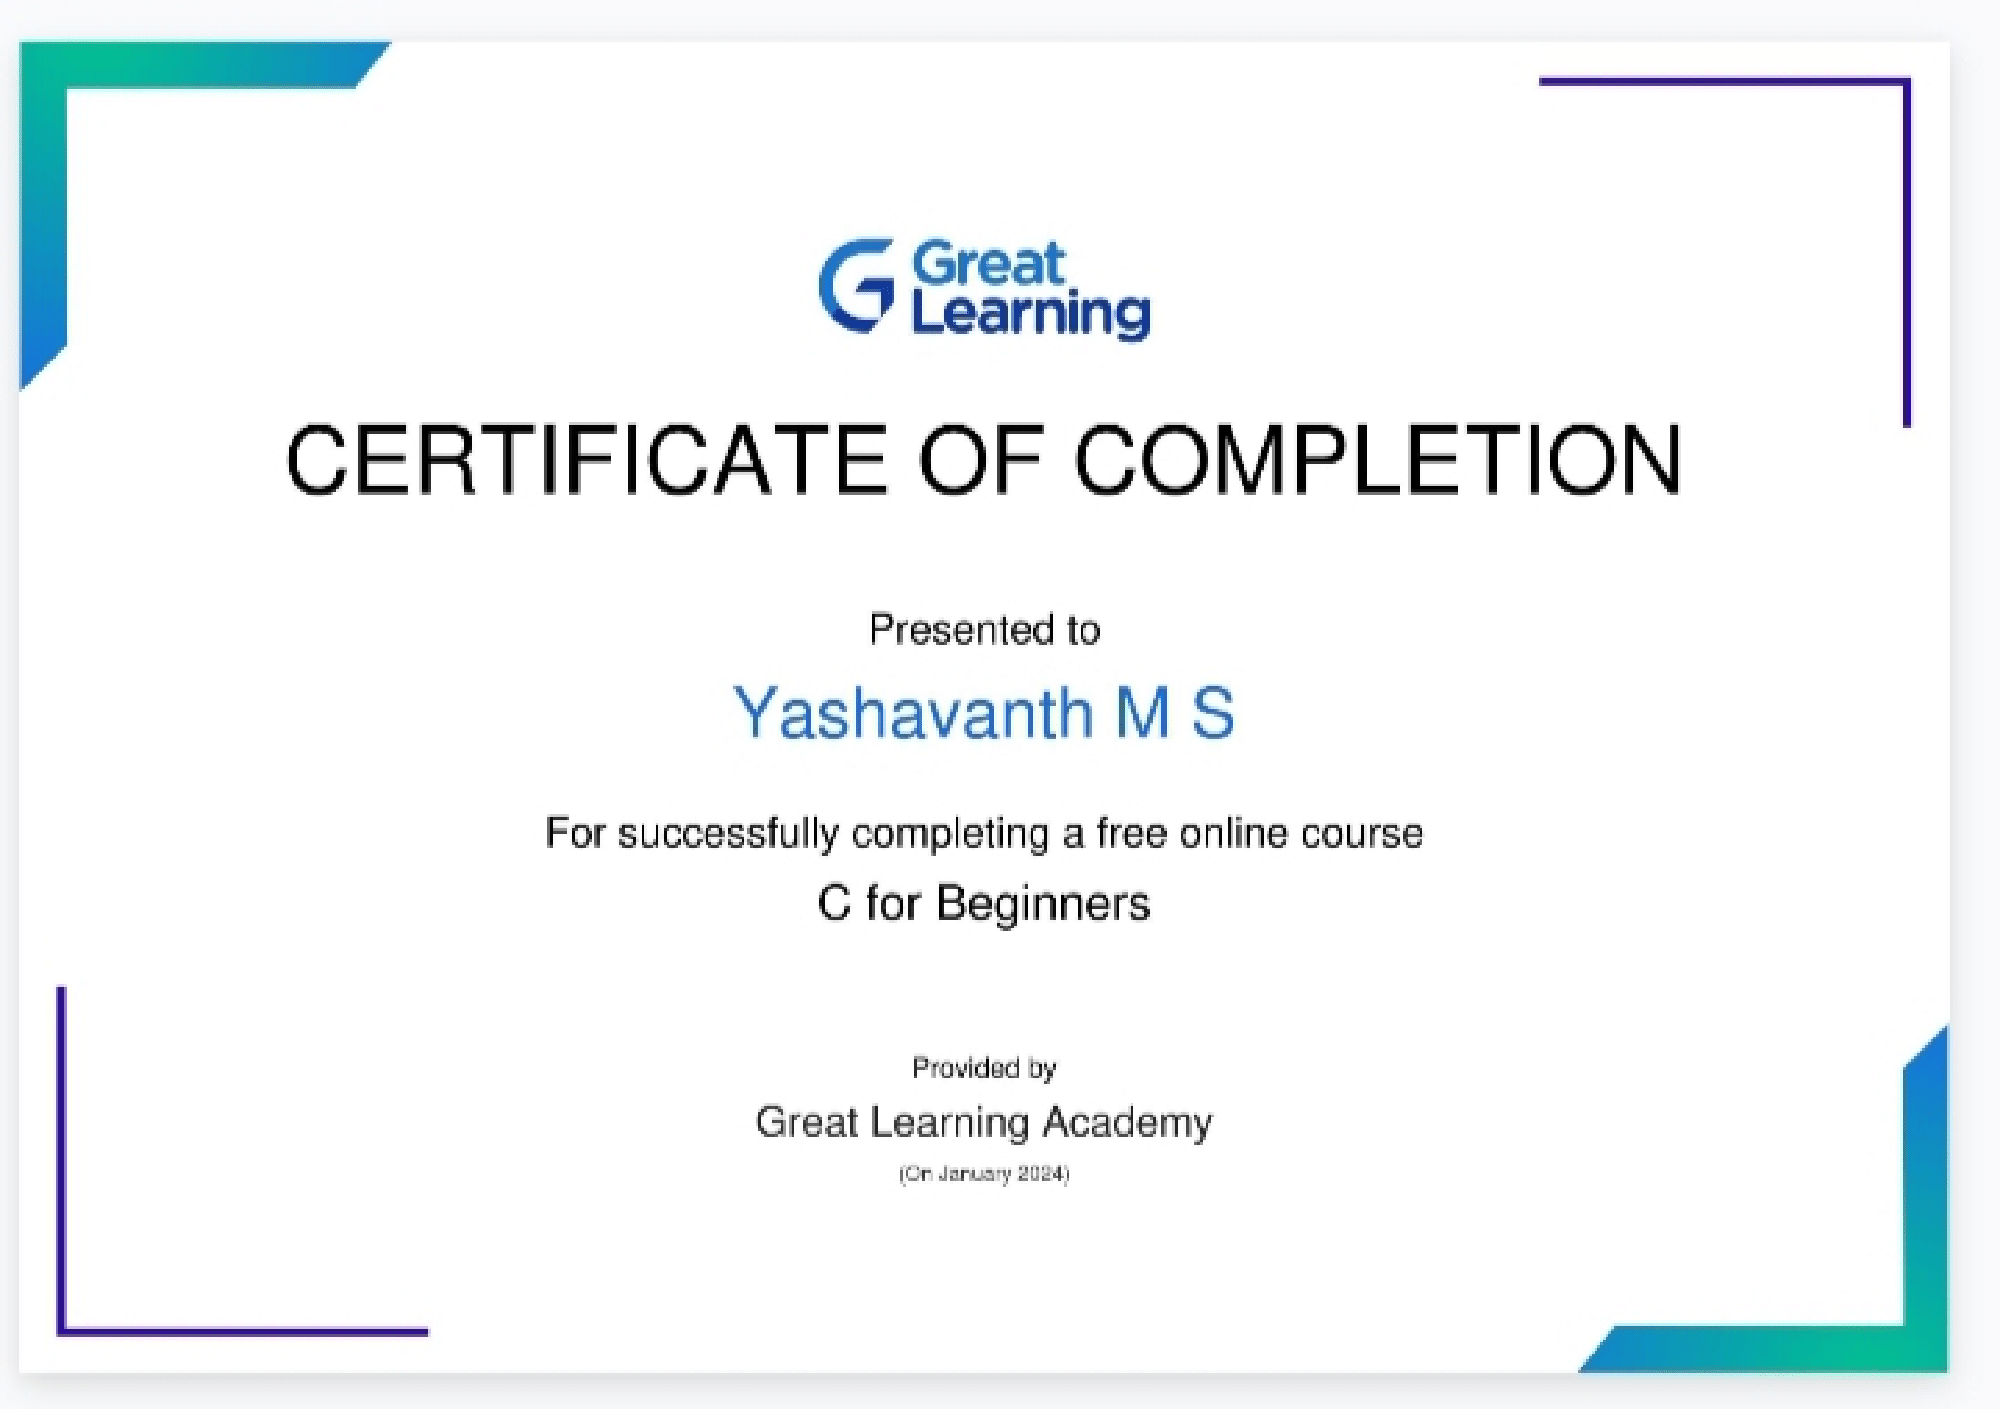 Great
Learning
CERTIFICATE OF COMPLETION
Presented to
Yashavanth M S
For successfully completing a free online course
C for Beginners
Provided by
Great Learning Academy
(On January 2024)